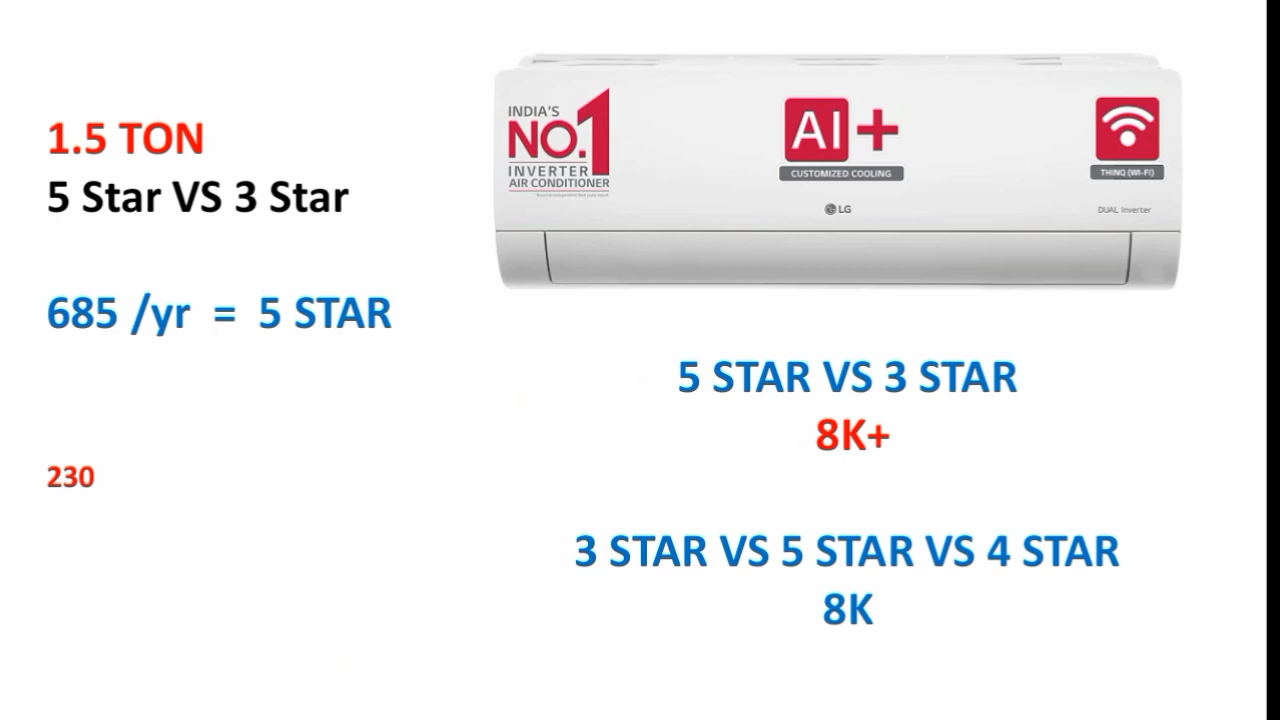 1.5 TON
5 Star VS 3 Star
685 /yr = 5 STAR
230
INDIA'S
NO.1
INVERTER
AIR CONDITIONER
AI+
CUSTOMIZED COOLING
LG
THINQ (WI-FI)
DUAL Inverter
5 STAR VS 3 STAR
8K+
3 STAR VS 5 STAR VS 4 STAR
8K